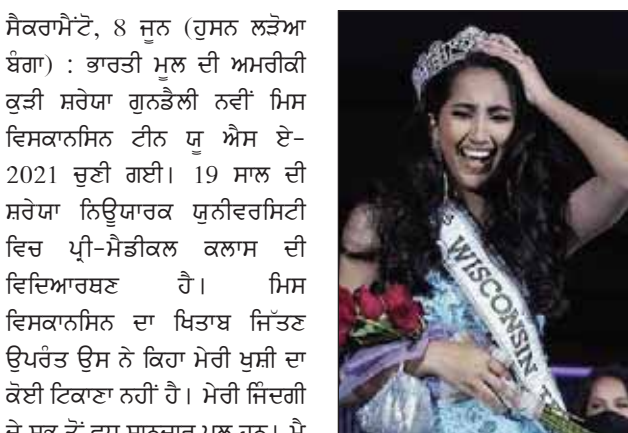 ਸੈਕਰਾਮੈਂਟੋ, 8 ਜੂਨ (ਹੁਸਨ ਲੜੋਆ
ਬੰਗਾ) : ਭਾਰਤੀ ਮੂਲ ਦੀ ਅਮਰੀਕੀ
ਕੁੜੀ ਸ਼ਰੇਯਾ ਗੁਨਡੈਲੀ ਨਵੀਂ ਮਿਸ
ਵਿਸਕਾਨਸਿਨ ਟੀਨ ਯੂ ਐਸ ਏ-
2021 ਚੁਣੀ ਗਈ। 19 ਸਾਲ ਦੀ
ਸ਼ਰੇਯਾ ਨਿਊਯਾਰਕ ਯੁਨੀਵਰਸਿਟੀ
ਵਿਚ ਪ੍ਰੀ-ਮੈਡੀਕਲ ਕਲਾਸ ਦੀ
ਵਿਦਿਆਰਥਣ ਹੈ। ਮਿਸ
ਵਿਸਕਾਨਸਿਨ ਦਾ ਖਿਤਾਬ ਜਿੱਤਣ
ਉਪਰੰਤ ਉਸ ਨੇ ਕਿਹਾ ਮੇਰੀ ਖੁਸ਼ੀ ਦਾ
ਕੋਈ ਟਿਕਾਣਾ ਨਹੀਂ ਹੈ। ਮੇਰੀ ਜਿੰਦਗੀ
WISCONSIN